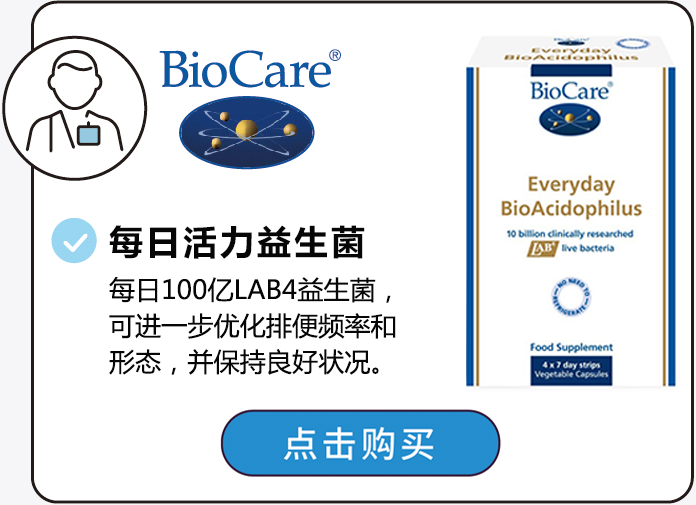 BioCare®
每日活力益生菌
每日100亿LAB4益生菌，
可进一步优化排便频率和
形态，并保持良好状况。
点击购买
Everyday
BioAcidophilus
BioCare®
Everyday
BioAcidophilus
10 billion clinically researched
LAB4 live bacteria
NO NEED TO REFRIGERATE
Food Supplement
4 x 7 day strips
Vegetable Capsules